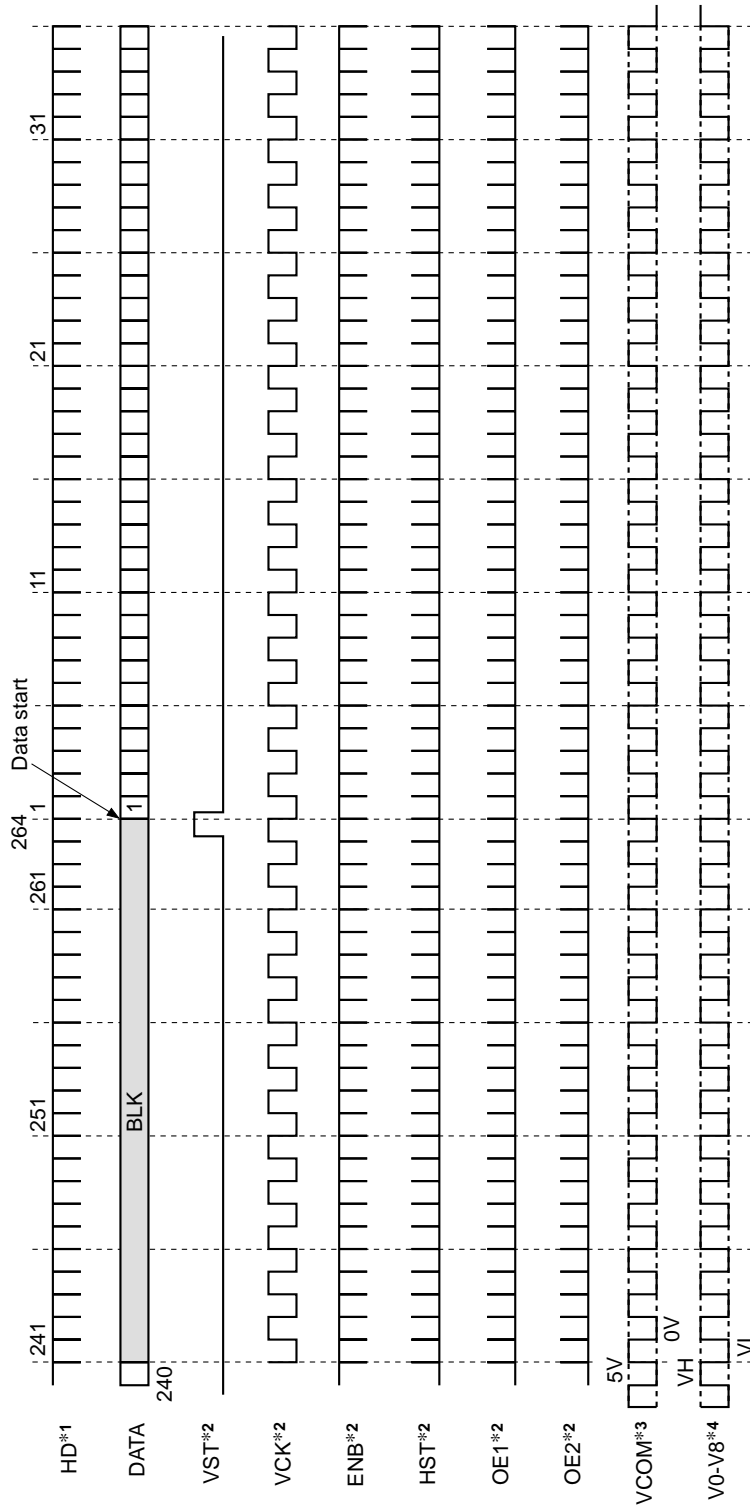 Data start
241
251
261
264
1
11
21
31
HD*1
DATA
240
BLK
1
VST*2
VCK*2
ENB*2
HST*2
OE1*2
OE2*2
VCOM*3
5V
0V
V0-V8*4
VH
VL